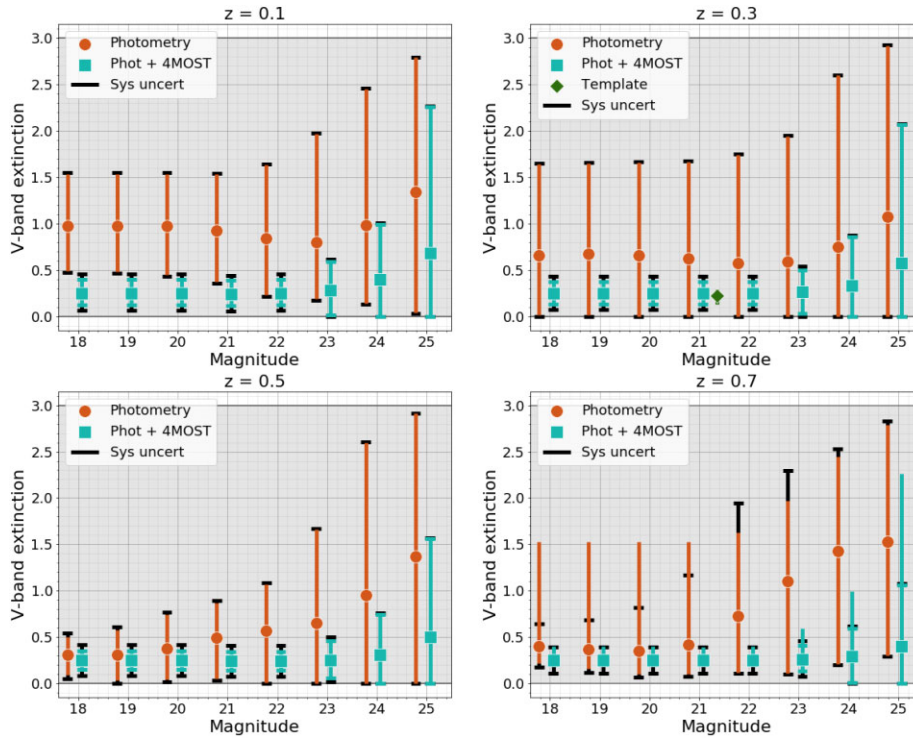 z = 0.1
3.0
2.5
2.0
1.5
1.0
0.5
0.0
V-band extinction
Photometry
Phot + 4MOST
Sys uncert
18 19 20 21 22 23 24 25
Magnitude
z = 0.3
3.0
2.5
2.0
1.5
1.0
0.5
0.0
V-band extinction
Photometry
Phot + 4MOST
Template
Sys uncert
18 19 20 21 22 23 24 25
Magnitude
z = 0.5
3.0
2.5
2.0
1.5
1.0
0.5
0.0
V-band extinction
Photometry
Phot + 4MOST
Sys uncert
18 19 20 21 22 23 24 25
Magnitude
z = 0.7
3.0
2.5
2.0
1.5
1.0
0.5
0.0
V-band extinction
Photometry
Phot + 4MOST
Sys uncert
18 19 20 21 22 23 24 25
Magnitude